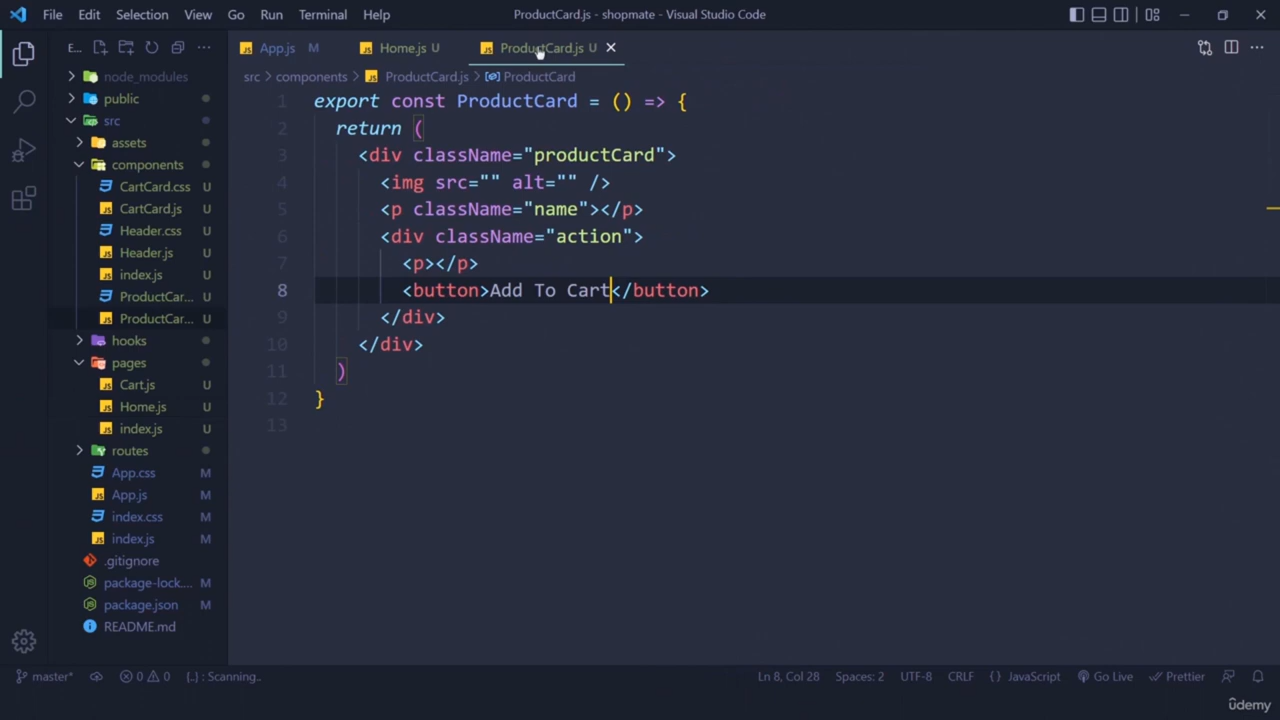 File Edit Selection View Go Run Terminal Help ProductCard.js - shopmate - Visual Studio Code
E... App.js M Home.js U ProductCard.js U
src > components > ProductCard.js > ProductCard
node_modules
public
src
assets
components
CartCard.css U
CartCard.js U
Header.css U
Header.js U
index.js U
ProductCar... U
ProductCar... U
hooks
pages
Cart.js U
Home.js U
index.js U
routes
App.css M
App.js M
index.css M
index.js M
.gitignore
package-lock.... M
package.json M
README.md
1 export const ProductCard = () => {
2 return (
3 <div className="productCard">
4 <img src="" alt="" />
5 <p className="name"></p>
6 <div className="action">
7 <p></p>
8 <button>Add To Cart</button>
9 </div>
10 </div>
11 )
12 }
13
master* 0 0 {..} : Scanning.. Ln 8, Col 28 Spaces: 2 UTF-8 CRLF {} JavaScript Go Live Prettier
ûdemy